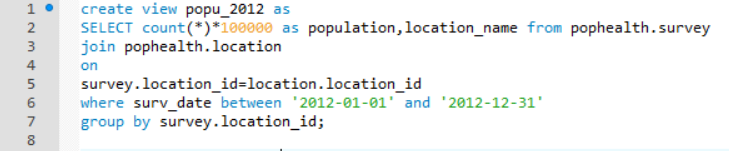 1 create view popu_2012 as
2 SELECT count(*)*100000 as population,location_name from pophealth.survey
3 join pophealth.location
4 on
5 survey.location_id=location.location_id
6 where surv_date between '2012-01-01' and '2012-12-31'
7 group by survey.location_id;
8